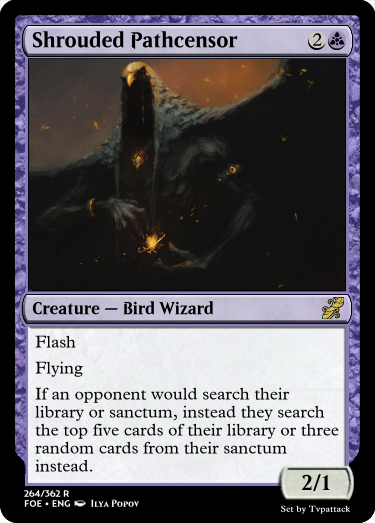 Shrouded Pathcensor 2
Creature — Bird Wizard
Flash
Flying
If an opponent would search their
library or sanctum, instead they search
the top five cards of their library or three
random cards from their sanctum
instead.
2/1
264/362 R
FOE • ENG Ilya Popov
Set by Tvpattack